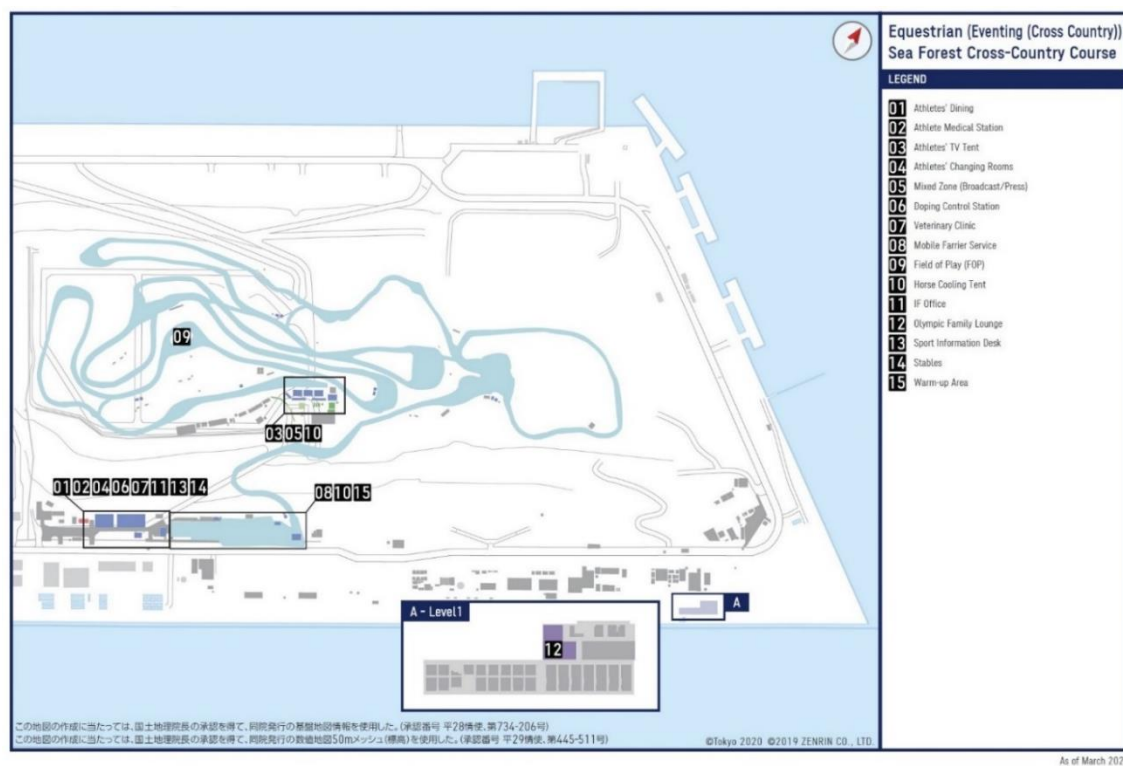 Equestrian (Eventing (Cross Country))
Sea Forest Cross-Country Course
LEGEND
01 Athletes' Dining
02 Athlete Medical Station
03 Athletes' TV Tent
04 Athletes' Changing Rooms
05 Mixed Zone (Broadcast/Press)
06 Doping Control Station
07 Veterinary Clinic
08 Mobile Farrier Service
09 Field of Play (FOP)
10 Horse Cooling Tent
11 IF Office
12 Olympic Family Lounge
13 Sport Information Desk
14 Stables
15 Warm-up Area
09
03 05 10
01 02 04 06 07 11 13 14
08 10 15
A
A - Level1
12
この地図の作成に当たっては、国土地理院長の承認を得て、同院発行の基盤地図情報を使用した。(承認番号 平28情使、第734-206号)
この地図の作成に当たっては、国土地理院長の承認を得て、同院発行の数値地図50mメッシュ(標高)を使用した。(承認番号 平29情使、第445-511号)
©Tokyo 2020 ©2019 ZENRIN CO., LTD.
As of March 202